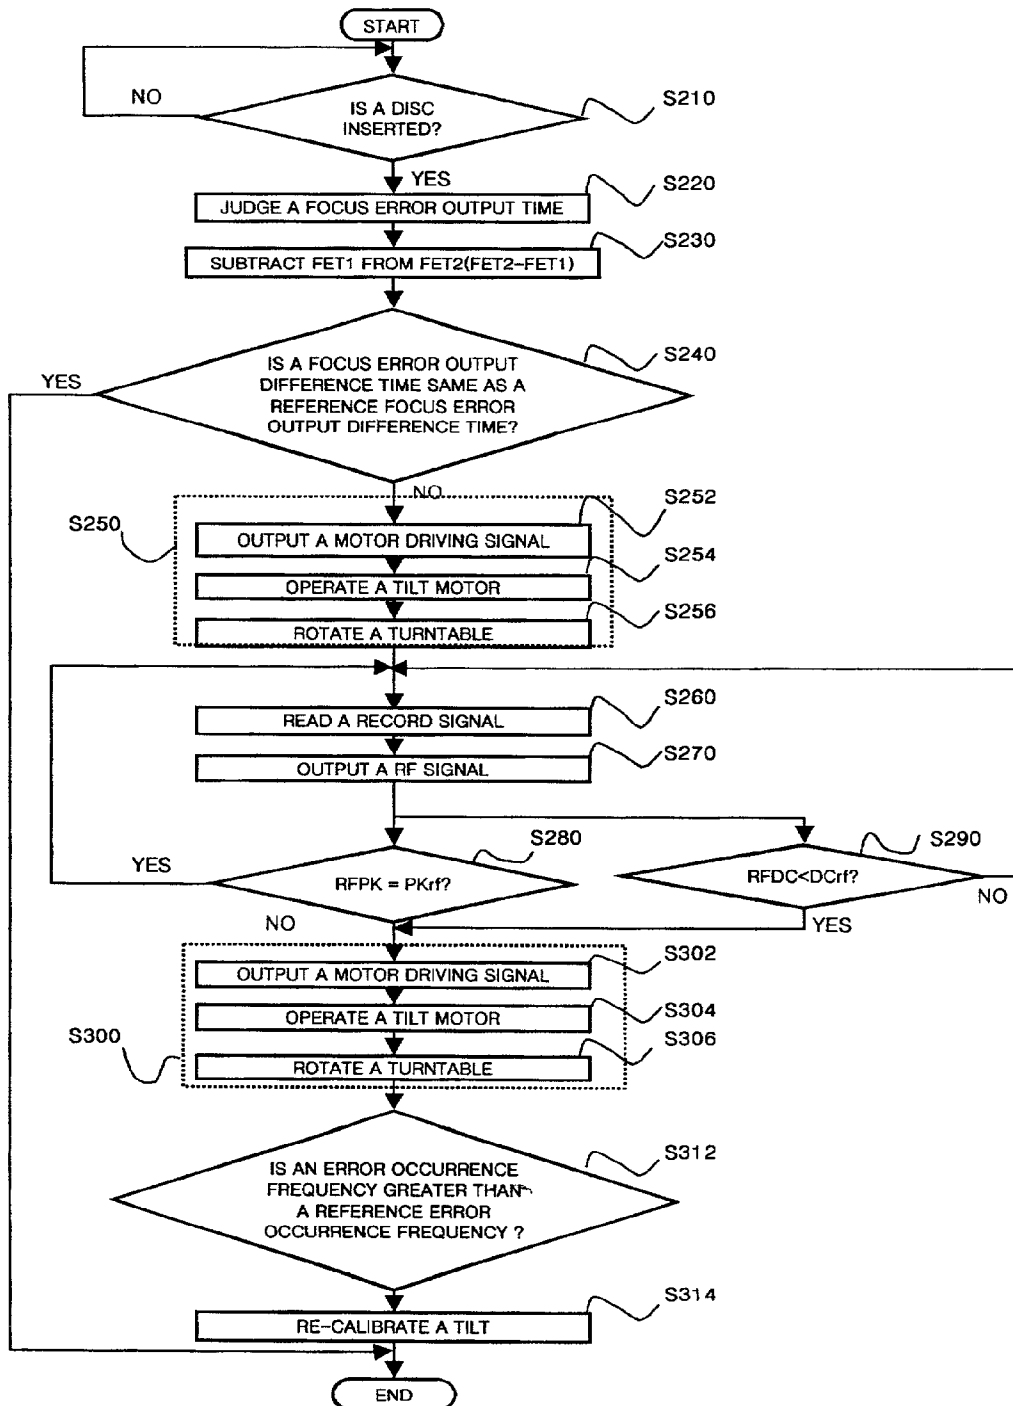 START
NO
IS A DISC
INSERTED?
S210
YES
JUDGE A FOCUS ERROR OUTPUT TIME
S220
SUBTRACT FET1 FROM FET2(FET2-FET1)
S230
YES
IS A FOCUS ERROR OUTPUT
DIFFERENCE TIME SAME AS A
REFERENCE FOCUS ERROR
OUTPUT DIFFERENCE TIME?
S240
NO
S250
OUTPUT A MOTOR DRIVING SIGNAL
S252
OPERATE A TILT MOTOR
S254
ROTATE A TURNTABLE
S256
READ A RECORD SIGNAL
S260
OUTPUT A RF SIGNAL
S270
YES
RFPK = PKrf?
S280
RFDC<DCrf?
S290
NO
NO
YES
S300
OUTPUT A MOTOR DRIVING SIGNAL
S302
OPERATE A TILT MOTOR
S304
ROTATE A TURNTABLE
S306
IS AN ERROR OCCURRENCE
FREQUENCY GREATER THAN
A REFERENCE ERROR
OCCURRENCE FREQUENCY ?
S312
RE-CALIBRATE A TILT
S314
END